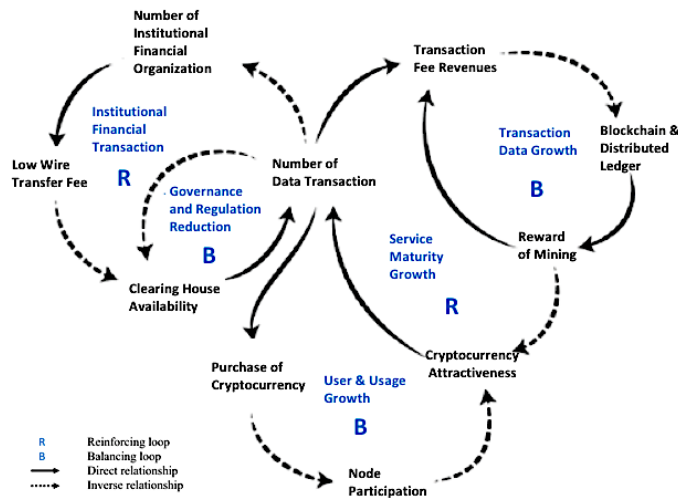 Number of
Institutional
Financial
Organization
Transaction
Fee Revenues
Institutional
Financial
Transaction
R
Low Wire
Transfer Fee
Number of
Data Transaction
Transaction
Data Growth
B
Blockchain &
Distributed
Ledger
Governance
and Regulation
Reduction
B
Service
Maturity
Growth
R
Reward
of Mining
Clearing House
Availability
Purchase of
Cryptocurrency
User & Usage
Growth
B
Cryptocurrency
Attractiveness
Node
Participation
R Reinforcing loop
B Balancing loop
Direct relationship
Inverse relationship